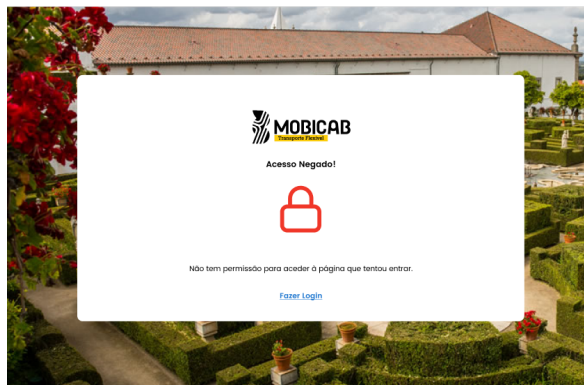 MOBICAB
Transporte Flexível
Acesso Negado!
Não tem permissão para aceder à página que tentou entrar.
Fazer Login